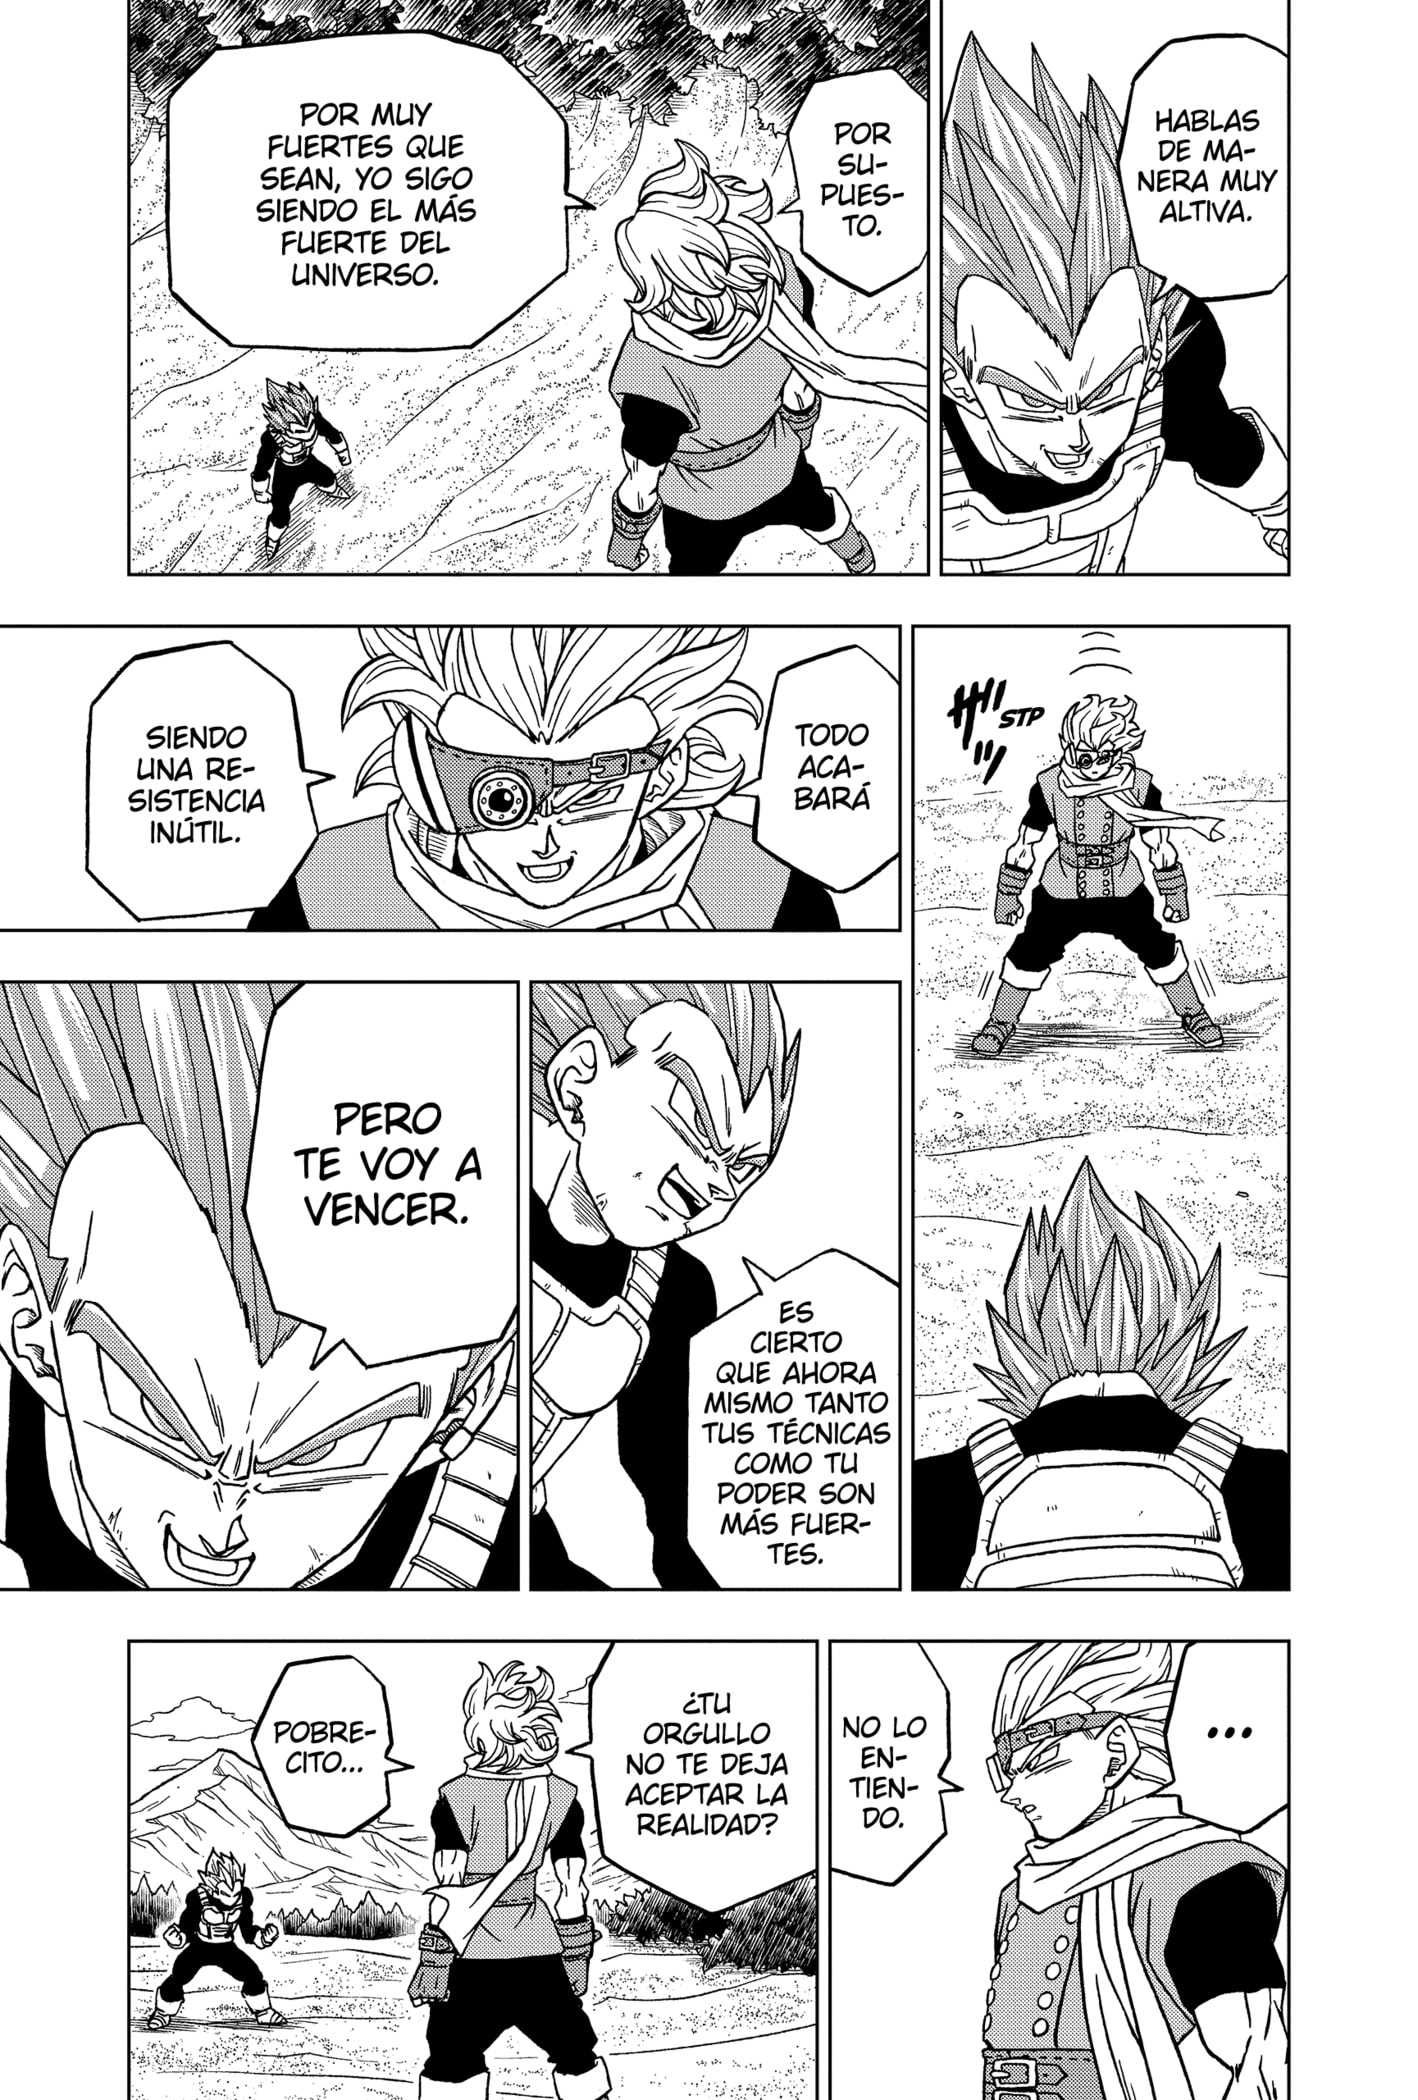 HABLAS
DE MA-
NERA MUY
ALTIVA.
POR
SU-
PUES-
TO.
POR MUY
FUERTES QUE
SEAN, YO SIGO
SIENDO EL MÁS
FUERTE DEL
UNIVERSO.
STP
TODO
ACA-
BARÁ
SIENDO
UNA RE-
SISTENCIA
INÚTIL.
ES
CIERTO
QUE AHORA
MISMO TANTO
TUS TÉCNICAS
COMO TU
PODER SON
MÁS FUER-
TES.
PERO
TE VOY A
VENCER.
...
NO LO
EN-
TIEN-
DO.
¿TU
ORGULLO
NO TE DEJA
ACEPTAR LA
REALIDAD?
POBRE-
CITO...